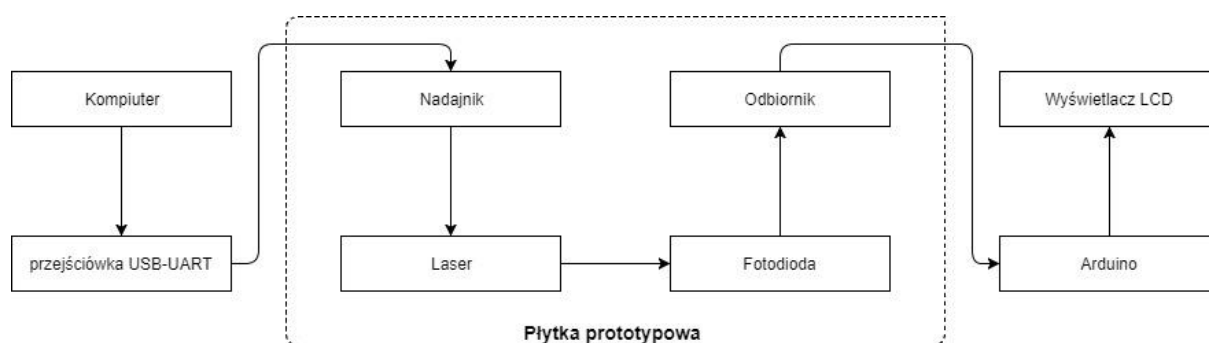 Kompiuter
Nadajnik
Odbiornik
Wyświetlacz LCD
przejściówka USB-UART
Laser
Fotodioda
Arduino
Płytka prototypowa